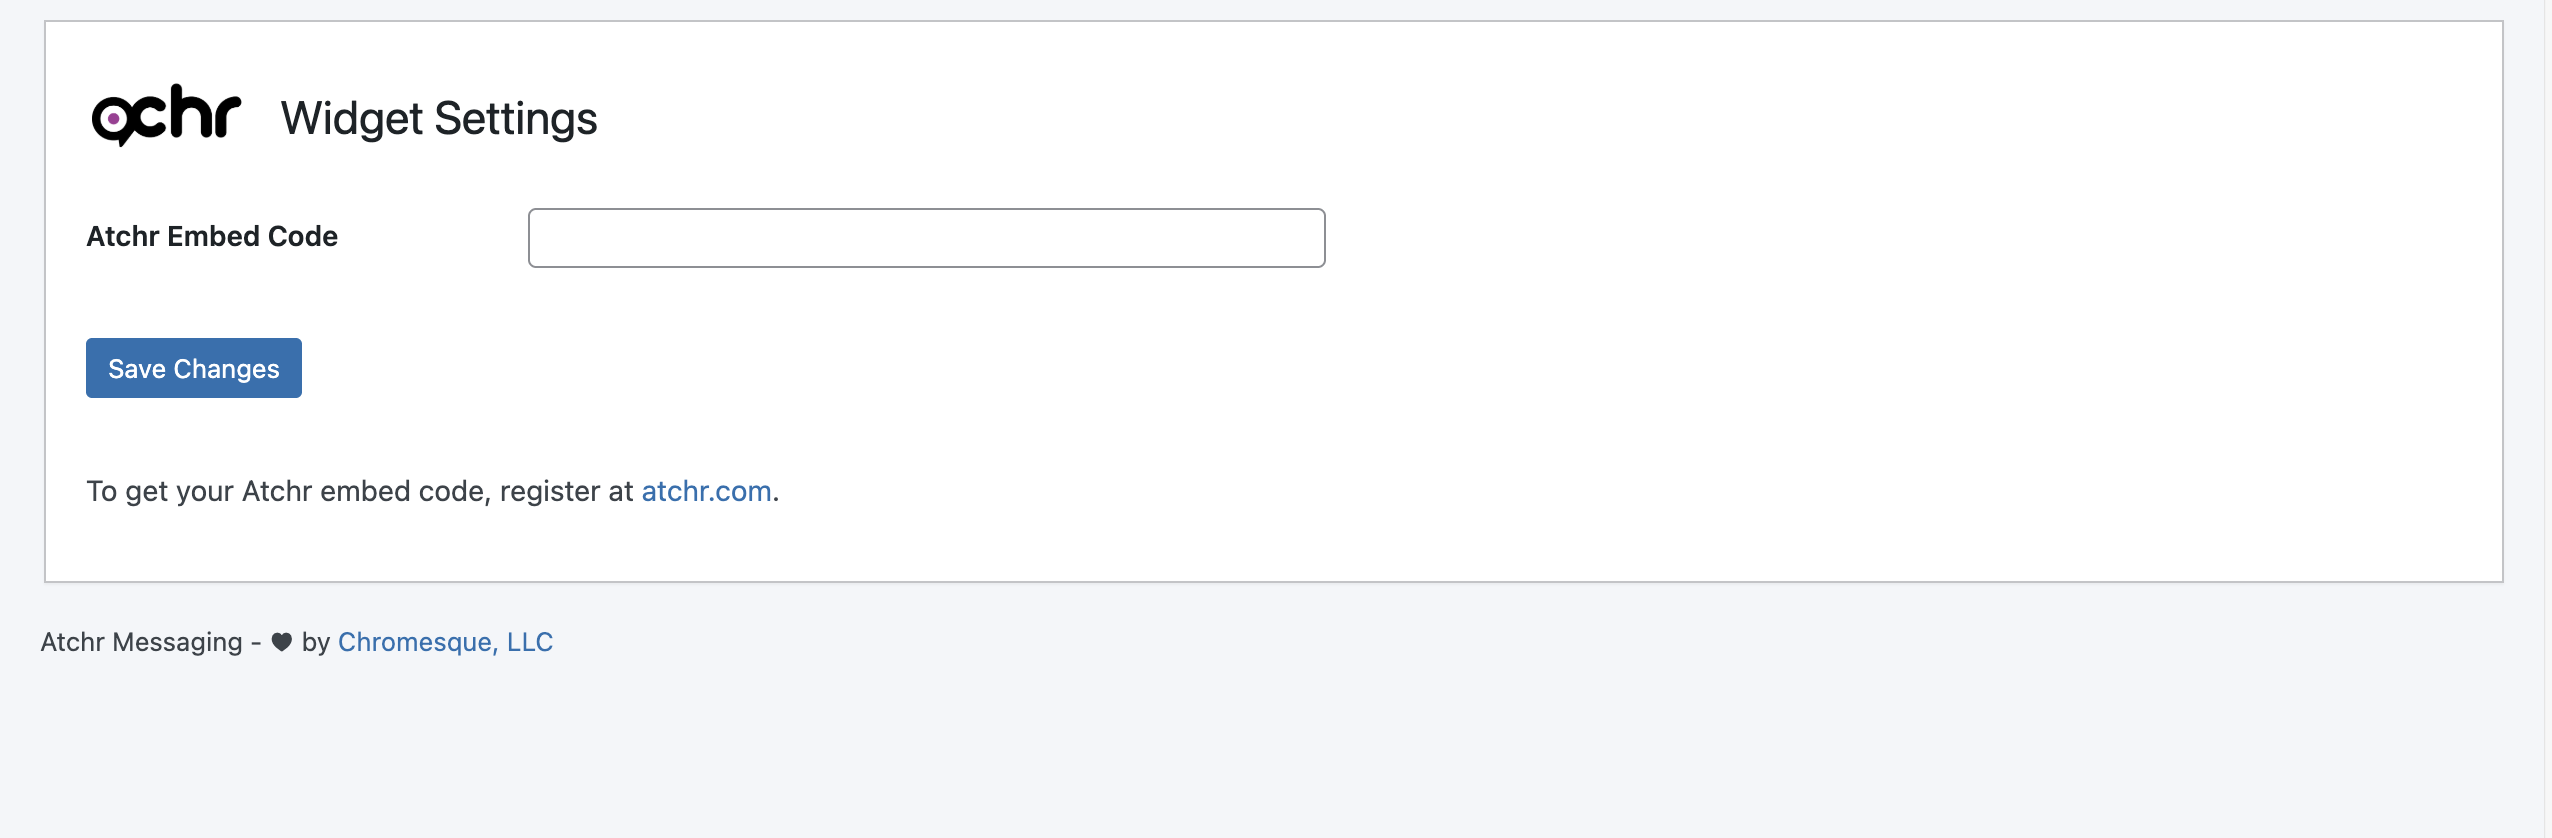 atchr Widget Settings
Atchr Embed Code
Save Changes
To get your Atchr embed code, register at atchr.com.
Atchr Messaging - ♥ by Chromesque, LLC